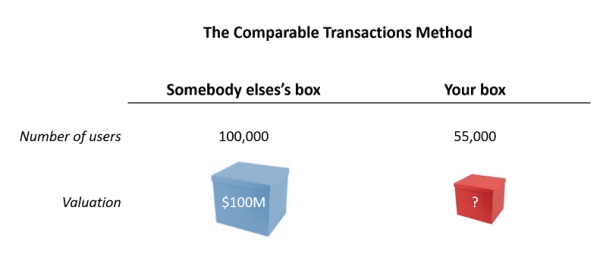 The Comparable Transactions Method
Somebody elses's box Your box
Number of users 100,000 55,000
Valuation $100M ?